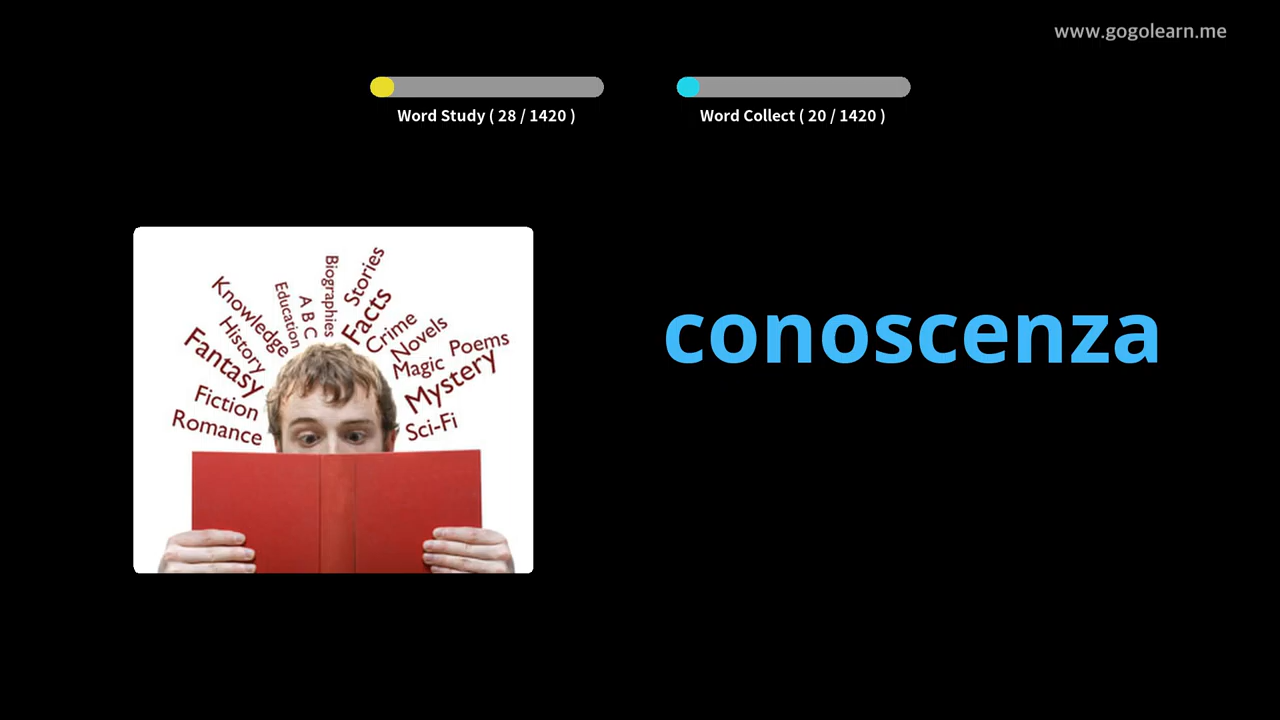 www.gogolearn.me
Word Study ( 28 / 1420 )
Word Collect ( 20 / 1420 )
Romance
Fiction
Fantasy
History
Knowledge
Education
A B C
Biographies
Stories
Facts
Crime
Novels
Magic
Poems
Mystery
Sci-Fi
conoscenza